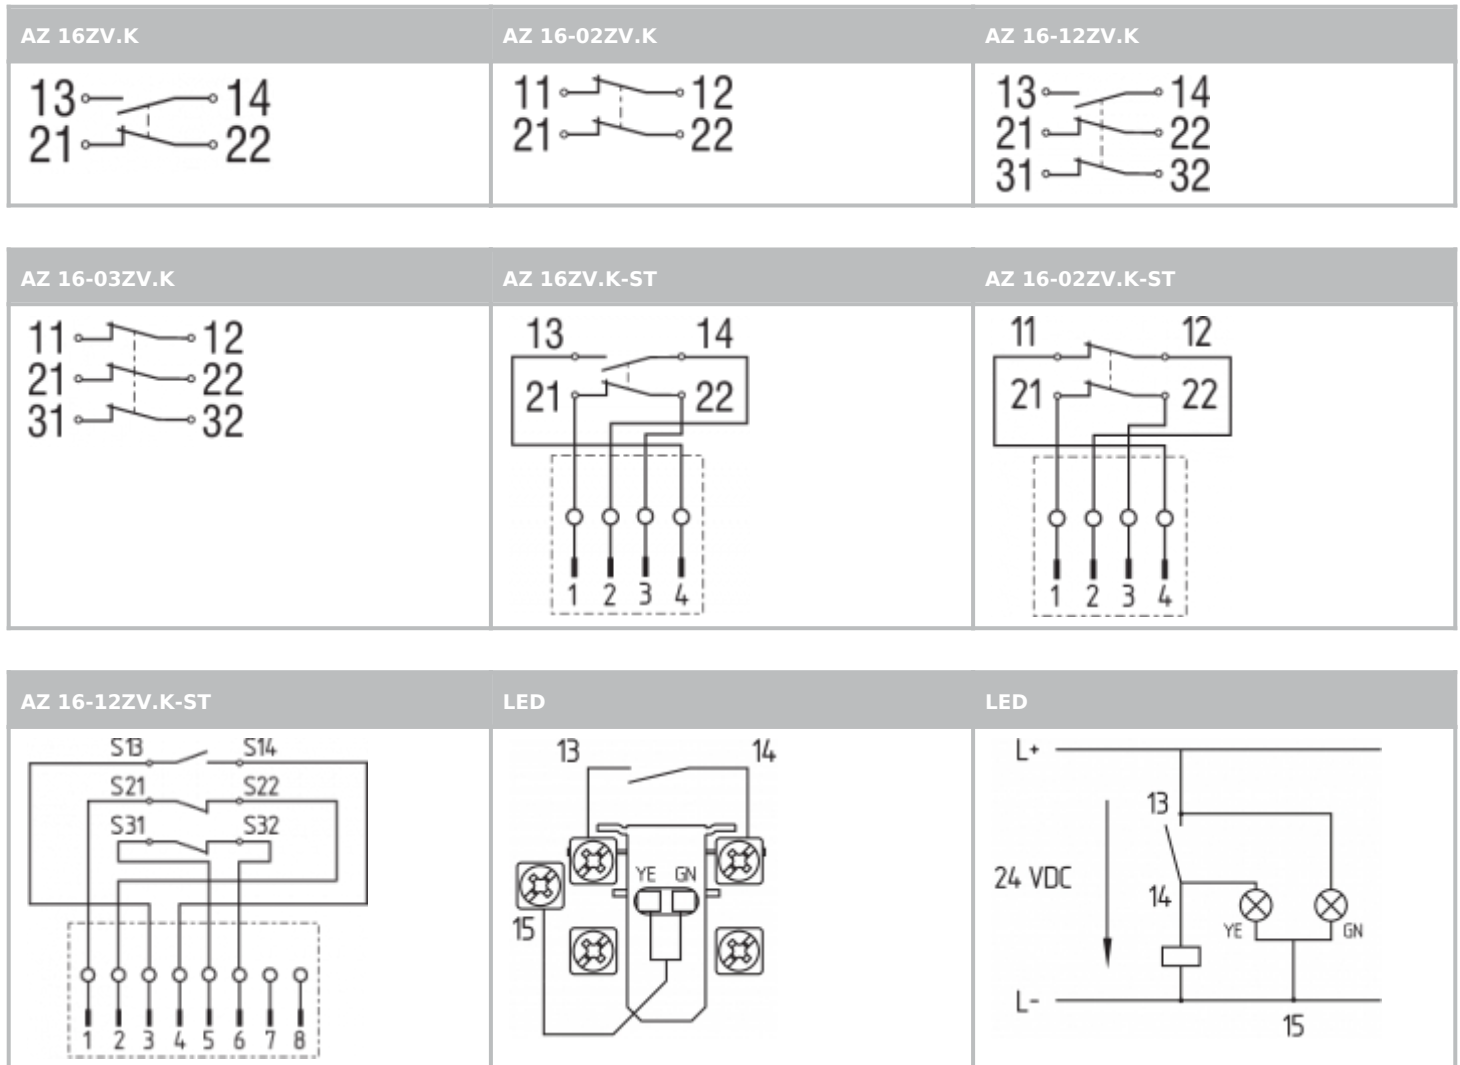 AZ 16ZV.K
AZ 16-02ZV.K
AZ 16-12ZV.K
13 14
21 22
11 12
21 22
13 14
21 22
31 32
AZ 16-03ZV.K
AZ 16ZV.K-ST
AZ 16-02ZV.K-ST
11 12
21 22
31 32
13 14
21 22
1 2 3 4
11 12
21 22
1 2 3 4
AZ 16-12ZV.K-ST
LED
LED
S13 S14
S21 S22
S31 S32
1 2 3 4 5 6 7 8
13 14
YE GN
15
L+
13
24 VDC
14
YE GN
L-
15